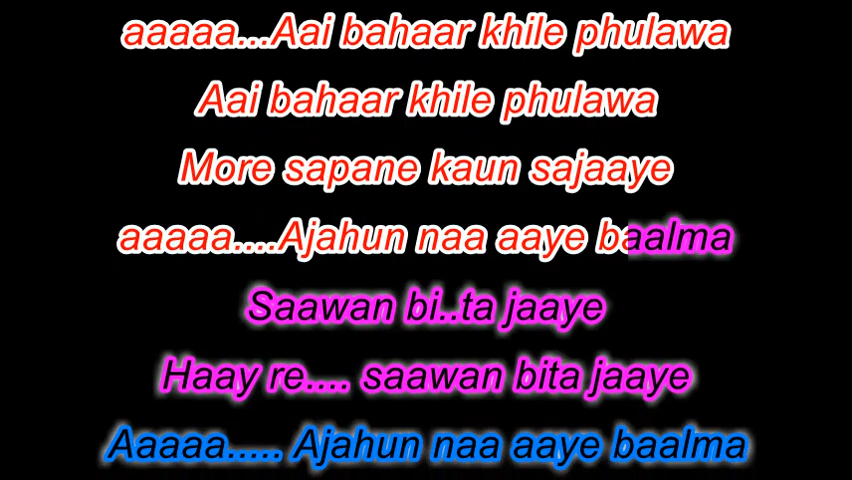 aaaaa...Aai bahaar khile phulawa
Aai bahaar khile phulawa
More sapane kaun sajaaye
aaaaa....Ajahun naa aaye baalma
Saawan bi..ta jaaye
Haay re.... saawan bita jaaye
Aaaaa..... Ajahun naa aaye baalma